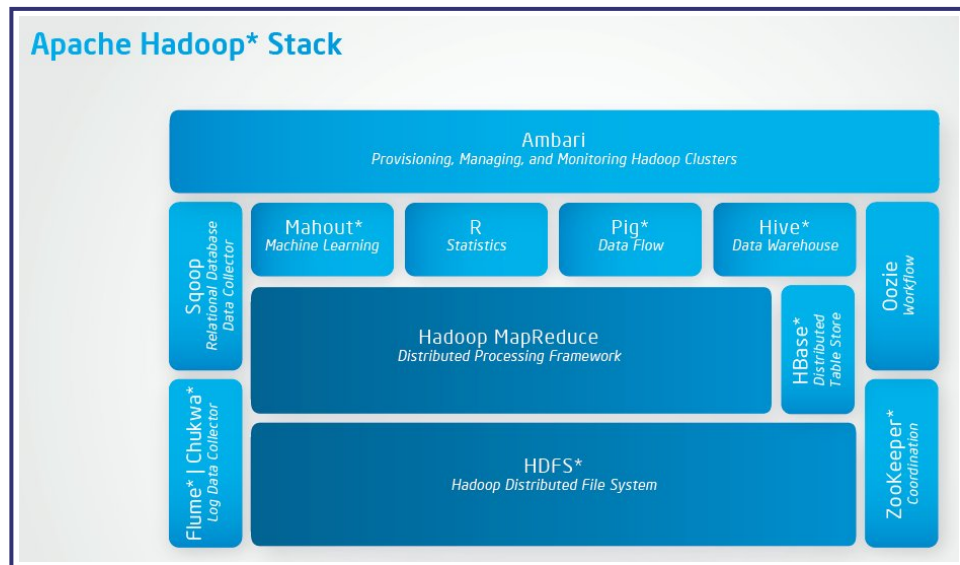 Apache Hadoop* Stack
Ambari
Provisioning, Managing, and Monitoring Hadoop Clusters
Sqoop
Relational Database
Data Collector
Mahout*
Machine Learning
R
Statistics
Pig*
Data Flow
Hive*
Data Warehouse
Oozie
Workflow
Hadoop MapReduce
Distributed Processing Framework
HBase*
Distributed
Table Store
Flume* | Chukwa*
Log Data Collector
HDFS*
Hadoop Distributed File System
ZooKeeper*
Coordination